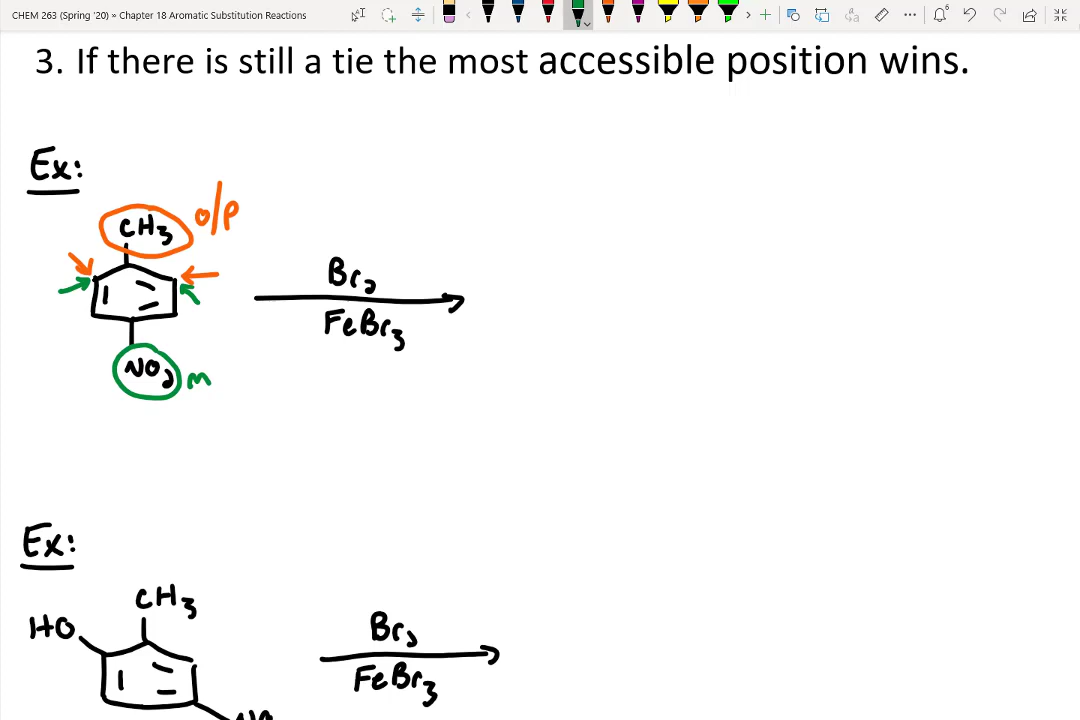 CHEM 263 (Spring '20) » Chapter 18 Aromatic Substitution Reactions
6
3. If there is still a tie the most accessible position wins.
Ex:
CH3 o/p
Br2
FeBr3
NO2 m
Ex:
CH3
HO
Br2
FeBr3